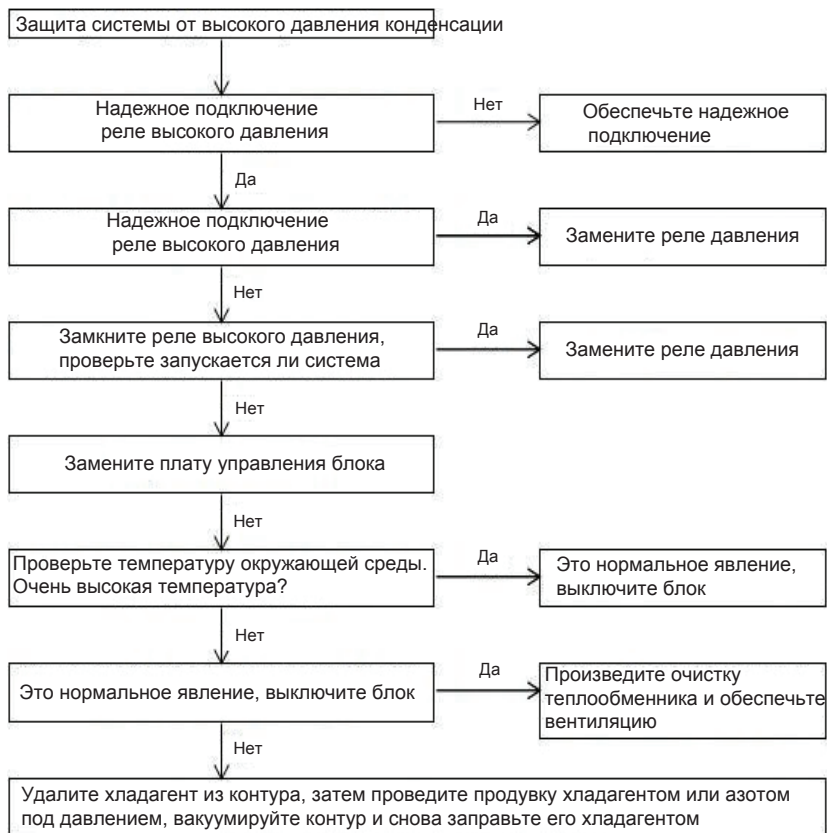 Защита системы от высокого давления конденсации
Надежное подключение
реле высокого давления
Нет
Обеспечьте надежное
подключение
Да
Надежное подключение
реле высокого давления
Да
Замените реле давления
Нет
Замкните реле высокого давления,
проверьте запускается ли система
Да
Замените реле давления
Нет
Замените плату управления блока
Нет
Проверьте температуру окружающей среды.
Очень высокая температура?
Да
Это нормальное явление,
выключите блок
Нет
Это нормальное явление, выключите блок
Да
Произведите очистку
теплообменника и обеспечьте
вентиляцию
Нет
Удалите хладагент из контура, затем проведите продувку хладагентом или азотом
под давлением, вакуумируйте контур и снова заправьте его хладагентом